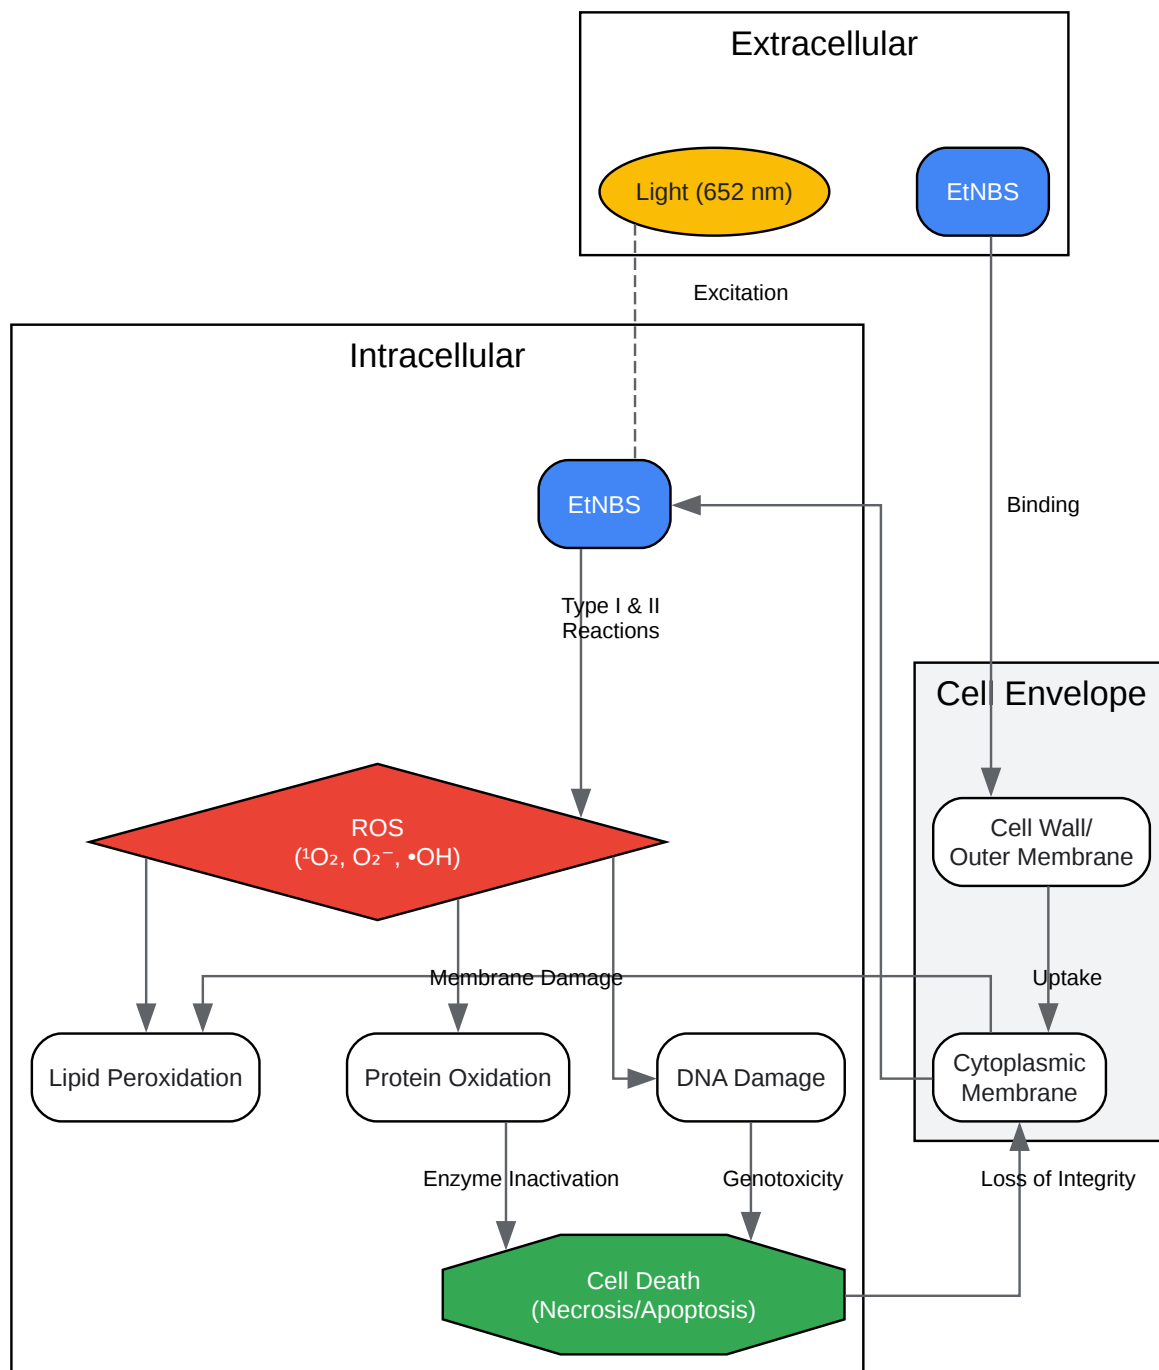 Extracellular
Light (652 nm)
EtNBS
Excitation
Intracellular
EtNBS
Binding
Type I & II
Reactions
Cell Envelope
ROS
(¹O₂, O₂⁻, •OH)
Cell Wall/
Outer Membrane
Membrane Damage
Uptake
Lipid Peroxidation
Protein Oxidation
DNA Damage
Cytoplasmic
Membrane
Enzyme Inactivation
Genotoxicity
Loss of Integrity
Cell Death
(Necrosis/Apoptosis)